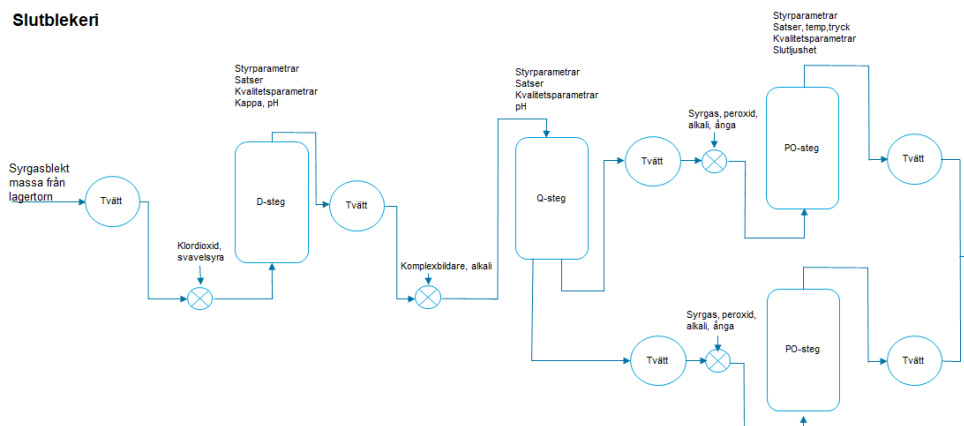 Slutblekeri
Styrparametrar
Satser
Kvalitetsparametrar
Kappa, pH
Styrparametrar
Satser
Kvalitetsparametrar
pH
Styrparametrar
Satser, temp,tryck
Kvalitetsparametrar
Slutljushet
Syrgasblekt
massa från
lagertorn
Tvätt
Klordioxid,
svavelsyra
D-steg
Tvätt
Komplexbildare, alkali
Q-steg
Tvätt
Syrgas, peroxid,
alkali, ånga
PO-steg
Tvätt
Tvätt
Syrgas, peroxid,
alkali, ånga
PO-steg
Tvätt